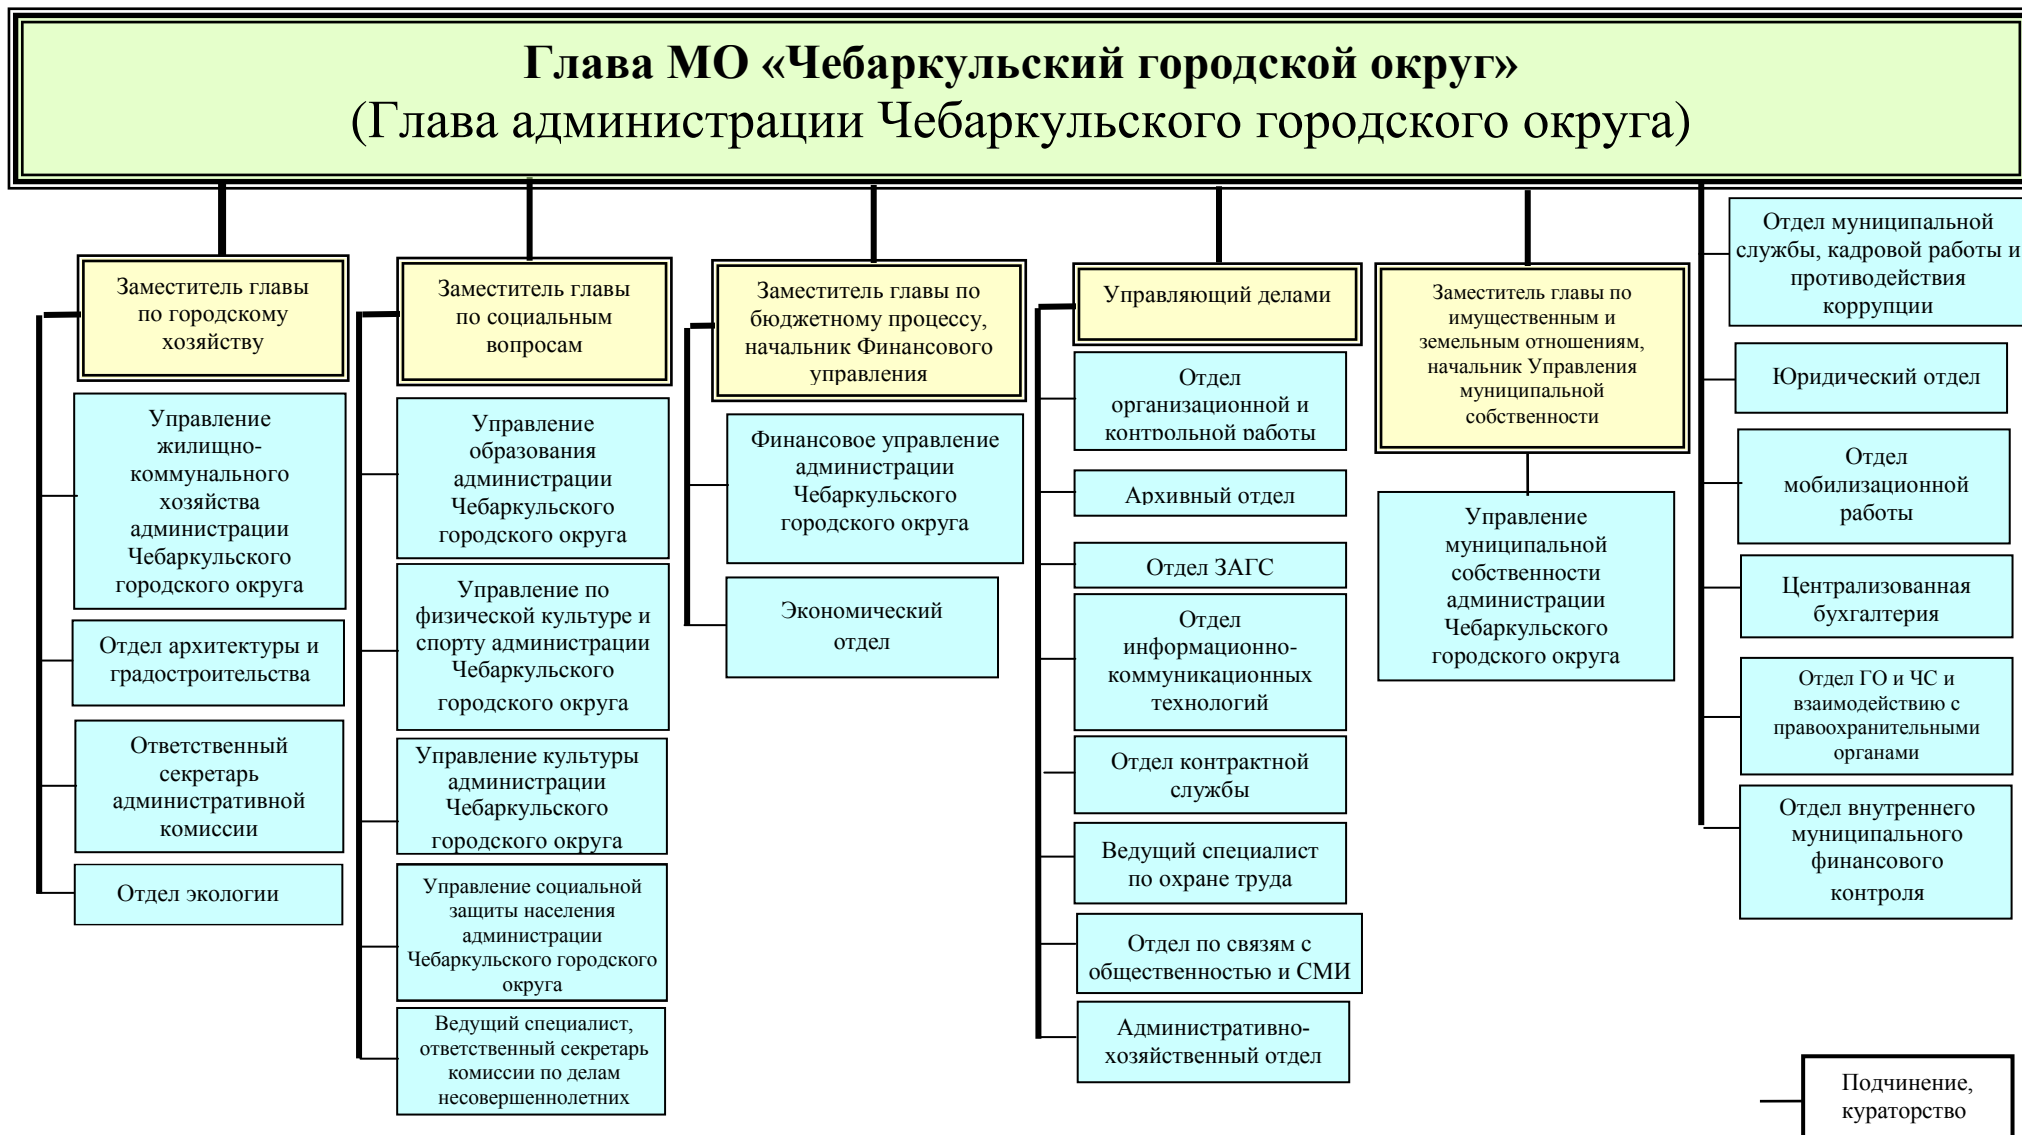 Глава МО «Чебаркульский городской округ»
(Глава администрации Чебаркульского городского округа)
Заместитель главы
по городскому
хозяйству
Управление
жилищно-
коммунального
хозяйства
администрации
Чебаркульского
городского округа
Отдел архитектуры и
градостроительства
Ответственный
секретарь
административной
комиссии
Отдел экологии
Заместитель главы
по социальным
вопросам
Управление
образования
администрации
Чебаркульского
городского округа
Управление по
физической культуре и
спорту администрации
Чебаркульского
городского округа
Управление культуры
администрации
Чебаркульского
городского округа
Управление социальной
защиты населения
администрации
Чебаркульского городского
округа
Ведущий специалист,
ответственный секретарь
комиссии по делам
несовершеннолетних
Заместитель главы по
бюджетному процессу,
начальник Финансового
управления
Финансовое управление
администрации
Чебаркульского
городского округа
Экономический
отдел
Управляющий делами
Отдел
организационной и
контрольной работы
Архивный отдел
Отдел ЗАГС
Отдел
информационно-
коммуникационных
технологий
Отдел контрактной
службы
Ведущий специалист
по охране труда
Отдел по связям с
общественностью и СМИ
Административно-
хозяйственный отдел
Заместитель главы по
имущественным и
земельным отношениям,
начальник Управления
муниципальной
собственности
Управление
муниципальной
собственности
администрации
Чебаркульского
городского округа
Отдел муниципальной
службы, кадровой работы и
противодействия
коррупции
Юридический отдел
Отдел
мобилизационной
работы
Централизованная
бухгалтерия
Отдел ГО и ЧС и
взаимодействию с
правоохранительными
органами
Отдел внутреннего
муниципального
финансового
контроля
Подчинение,
кураторство